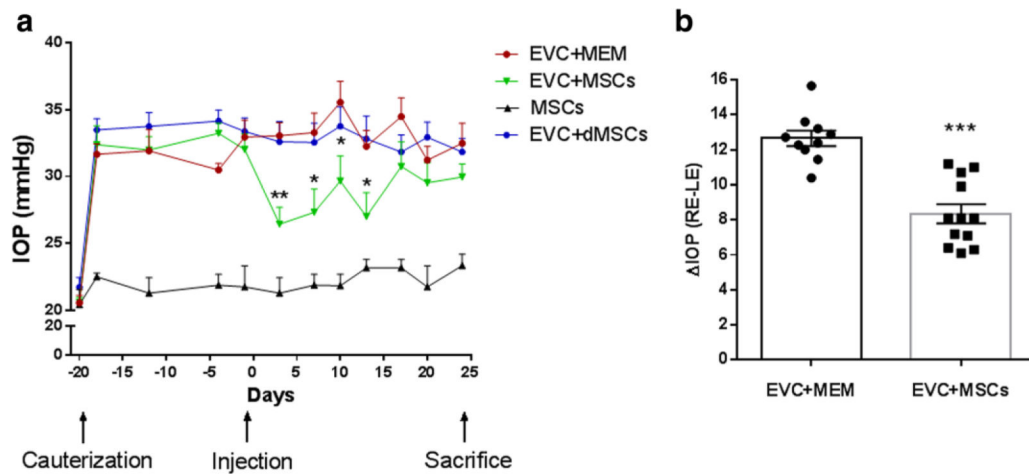 a
IOP (mmHg)
40
35
30
25
20
20
0
** * * *
-20 -15 -10 -5 0 5 10 15 20 25
Days
Cauterization Injection Sacrifice
EVC+MEM
EVC+MSCs
MSCs
EVC+dMSCs
b
ΔIOP (RE-LE)
16
14
12
10
8
6
4
2
0
***
EVC+MEM EVC+MSCs